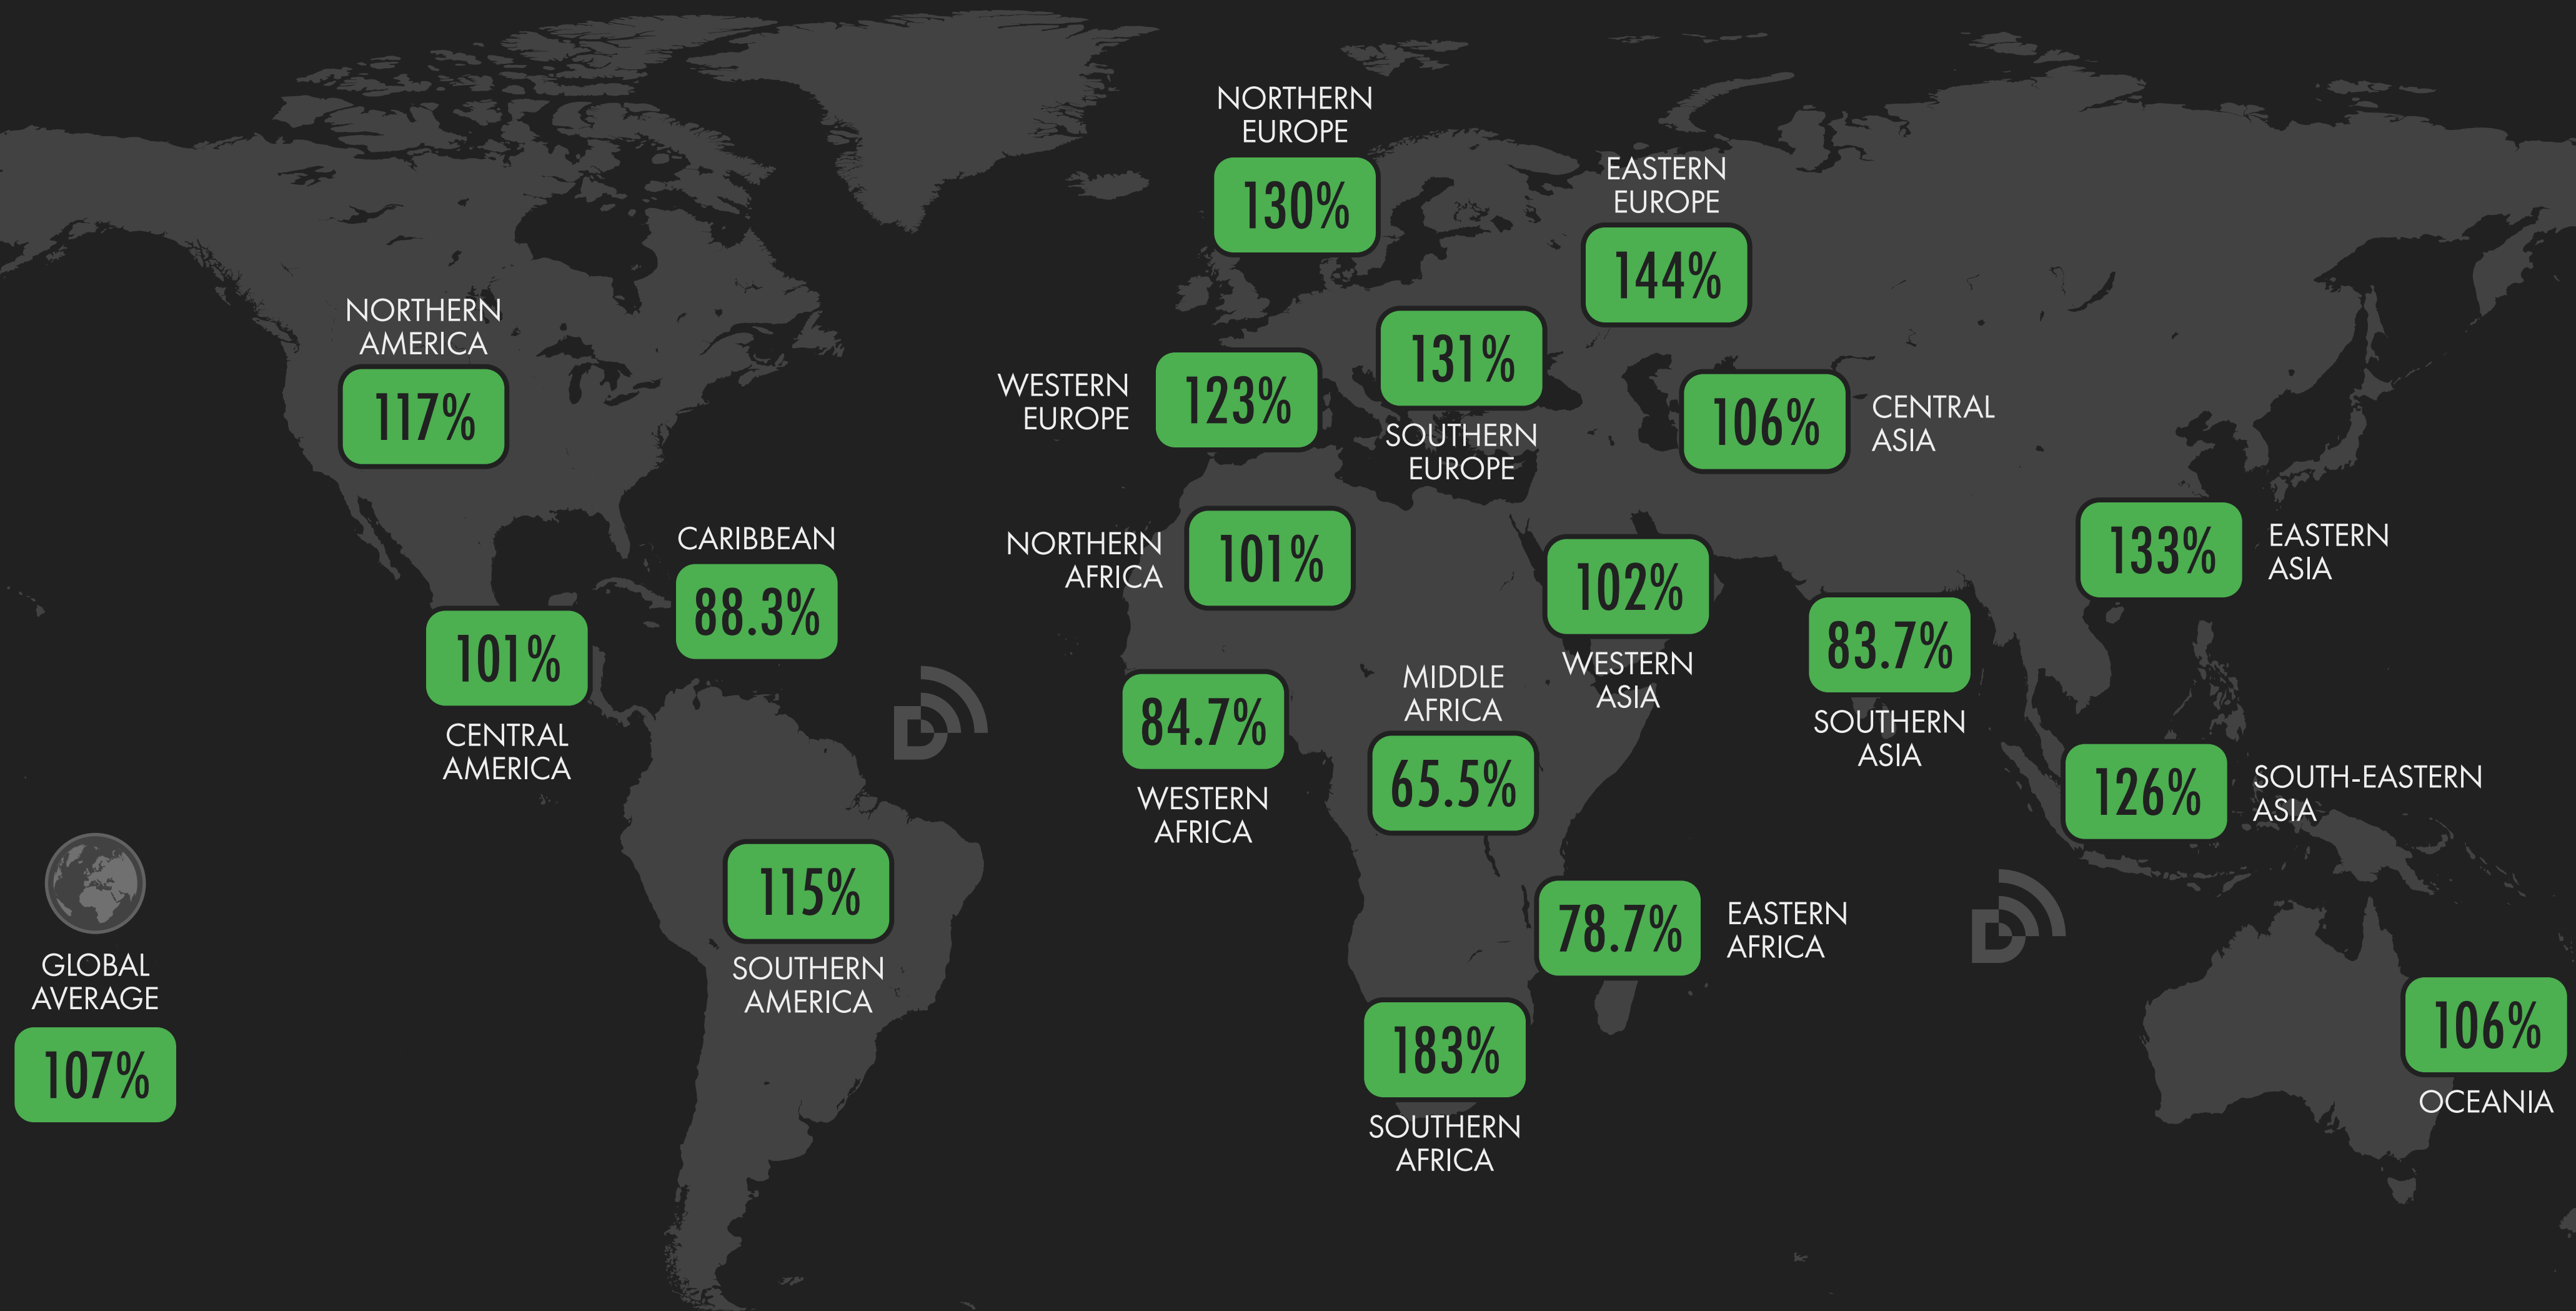 NORTHERN
EUROPE
130%
EASTERN
EUROPE
144%
NORTHERN
AMERICA
117%
WESTERN
EUROPE
123%
131%
SOUTHERN
EUROPE
106%
CENTRAL
ASIA
CARIBBEAN
88.3%
NORTHERN
AFRICA
101%
102%
WESTERN
ASIA
133%
EASTERN
ASIA
101%
CENTRAL
AMERICA
83.7%
SOUTHERN
ASIA
84.7%
WESTERN
AFRICA
MIDDLE
AFRICA
65.5%
126%
SOUTH-EASTERN
ASIA
115%
SOUTHERN
AMERICA
78.7%
EASTERN
AFRICA
GLOBAL
AVERAGE
107%
183%
SOUTHERN
AFRICA
106%
OCEANIA